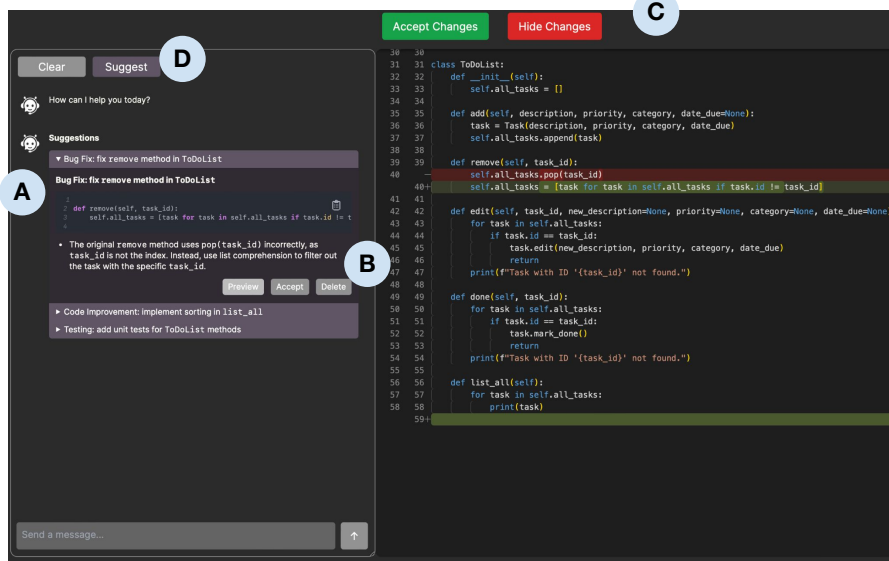 C
Accept Changes Hide Changes
Clear Suggest D
How can I help you today?
Suggestions
▼ Bug Fix: fix remove method in ToDoList
A
Bug Fix: fix remove method in ToDoList
1
2 def remove(self, task_id):
3 self.all_tasks = [task for task in self.all_tasks if task.id != t
4
• The original remove method uses pop(task_id) incorrectly, as
task_id is not the index. Instead, use list comprehension to filter out
the task with the specific task_id.
B
Preview Accept Delete
▶ Code Improvement: implement sorting in list_all
▶ Testing: add unit tests for ToDoList methods
Send a message...
30 30
31 31 class ToDoList:
32 32 def __init__(self):
33 33 self.all_tasks = []
34 34
35 35 def add(self, description, priority, category, date_due=None):
36 36 task = Task(description, priority, category, date_due)
37 37 self.all_tasks.append(task)
38 38
39 39 def remove(self, task_id):
40 — self.all_tasks.pop(task_id)
40+ self.all_tasks = [task for task in self.all_tasks if task.id != task_id]
41 41
42 42 def edit(self, task_id, new_description=None, priority=None, category=None, date_due=None)
43 43 for task in self.all_tasks:
44 44 if task.id == task_id:
45 45 task.edit(new_description, priority, category, date_due)
46 46 return
47 47 print(f"Task with ID '{task_id}' not found.")
48 48
49 49 def done(self, task_id):
50 50 for task in self.all_tasks:
51 51 if task.id == task_id:
52 52 task.mark_done()
53 53 return
54 54 print(f"Task with ID '{task_id}' not found.")
55 55
56 56 def list_all(self):
57 57 for task in self.all_tasks:
58 58 print(task)
59+